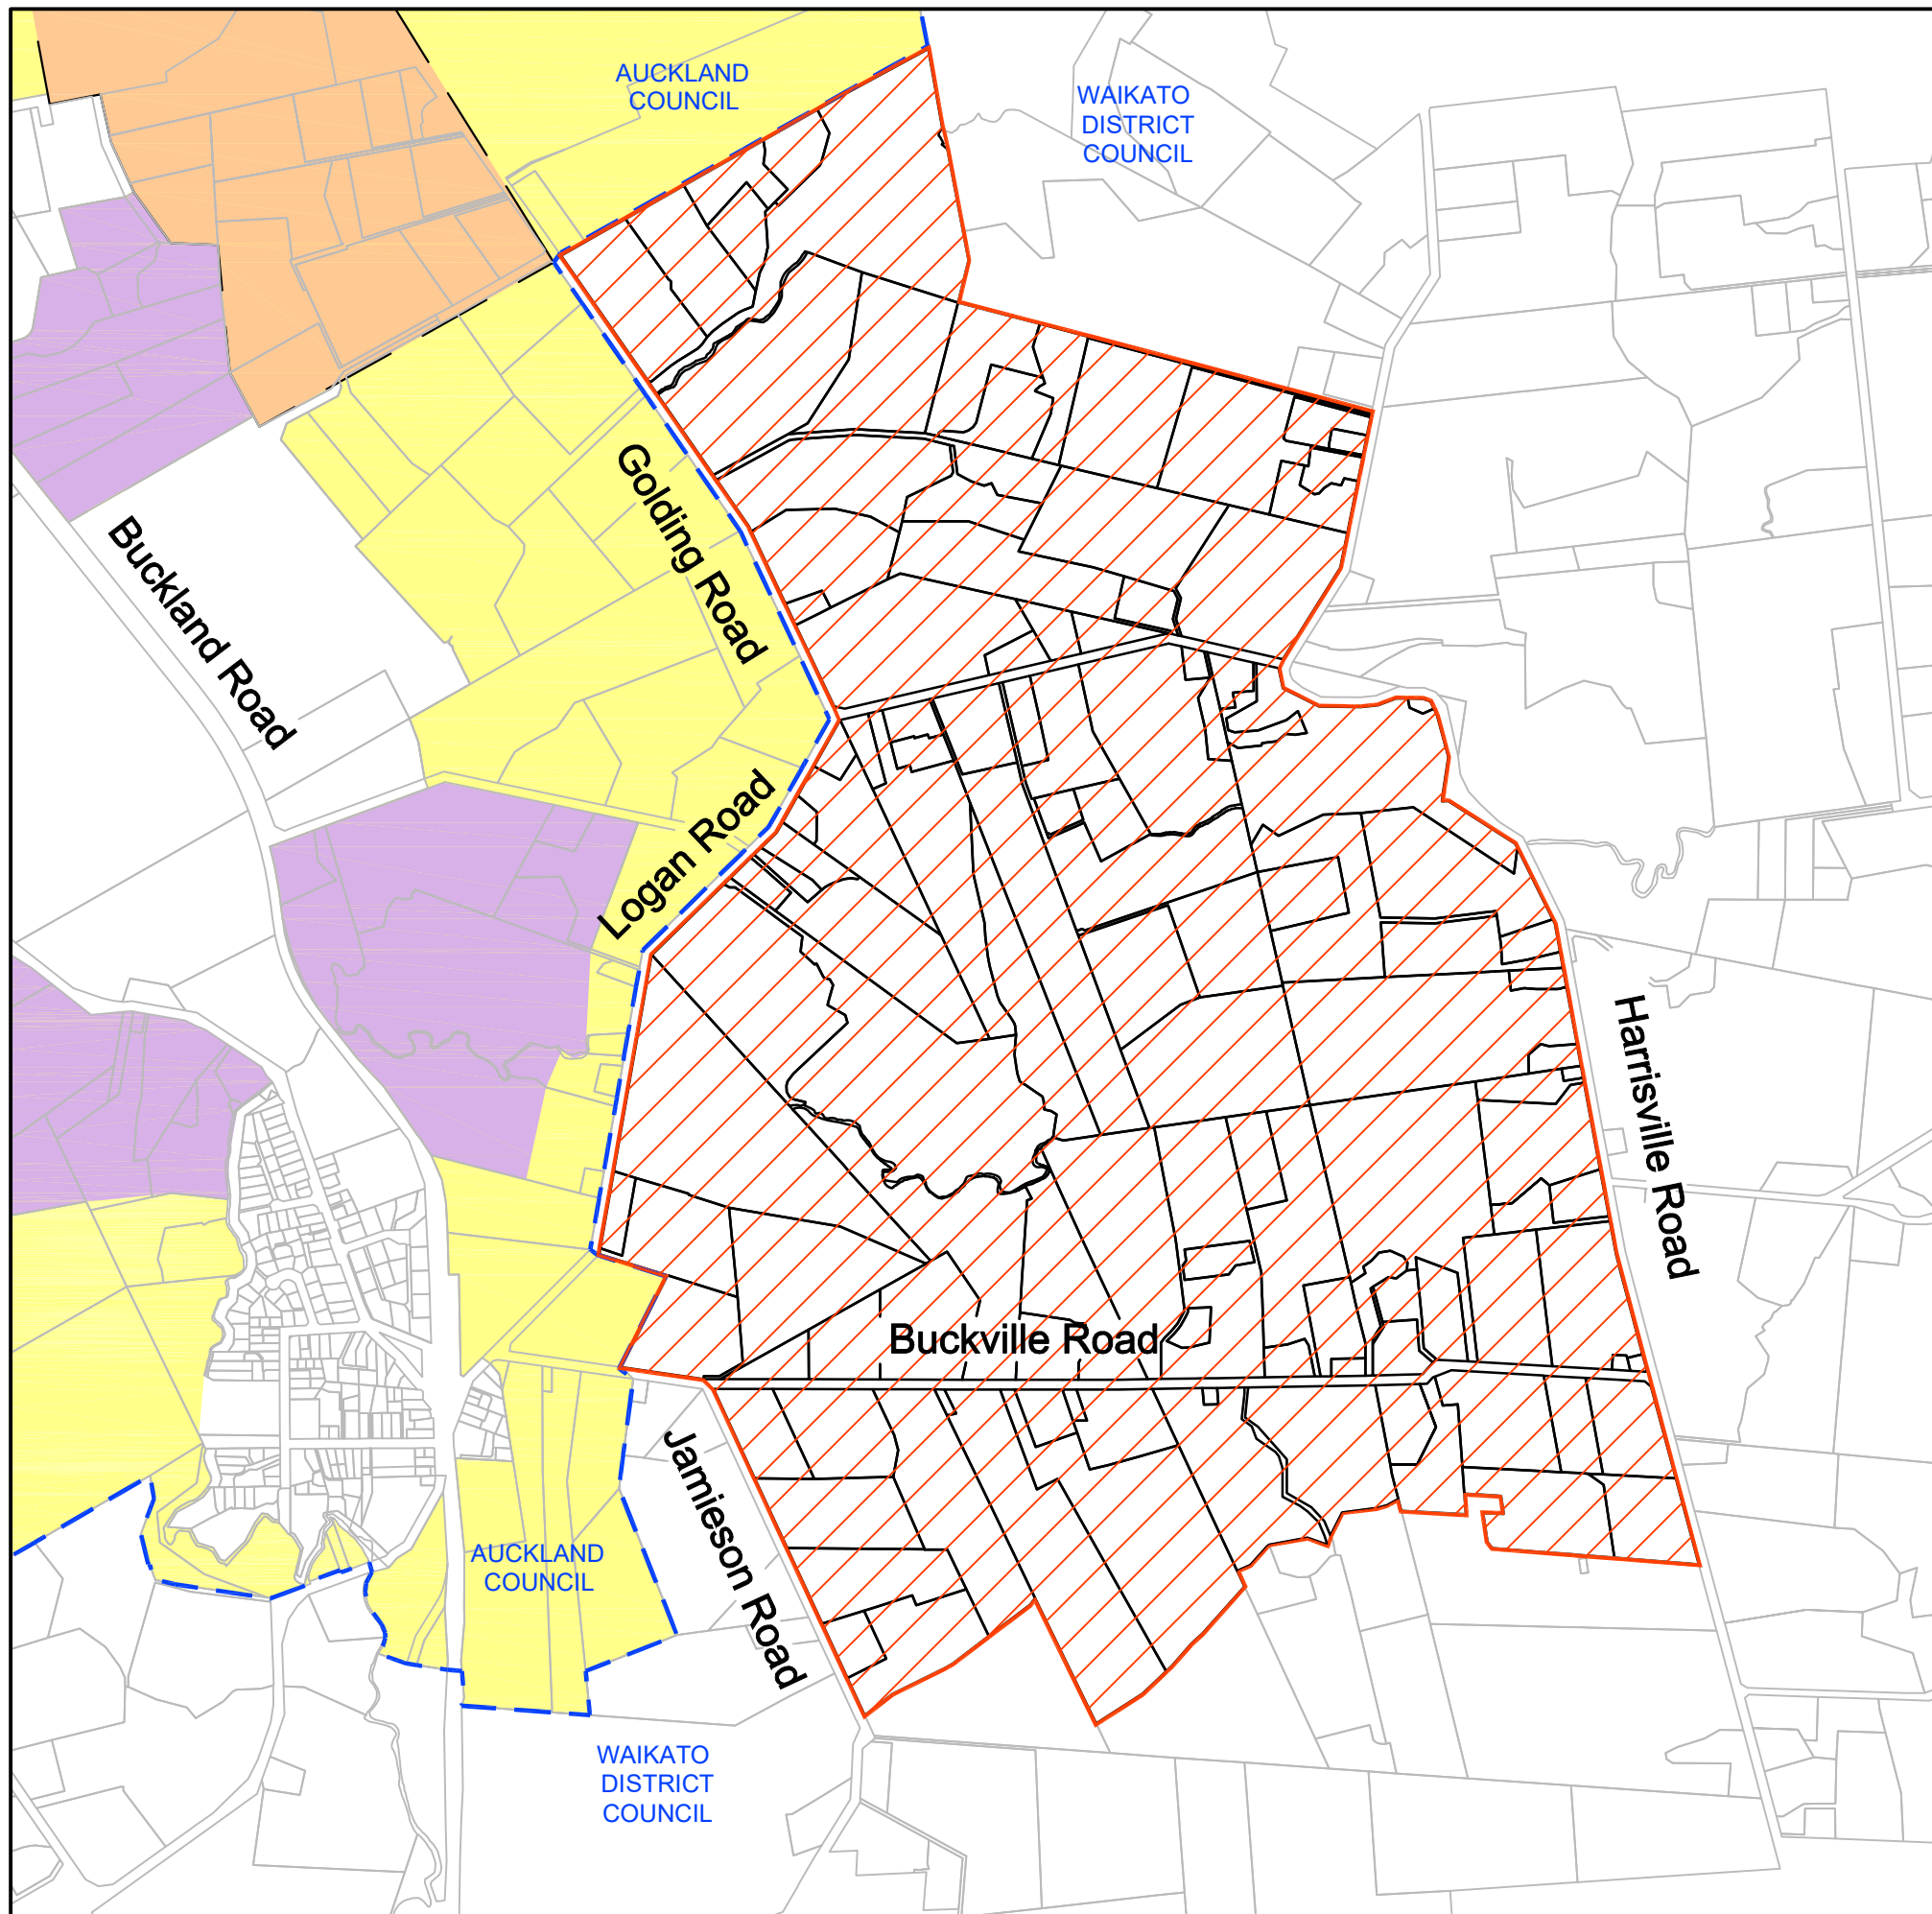 AUCKLAND
COUNCIL
WAIKATO
DISTRICT
COUNCIL
Golding Road
Buckland Road
Logan Road
Harrisville Road
Buckville Road
Jamieson Road
AUCKLAND
COUNCIL
WAIKATO
DISTRICT
COUNCIL